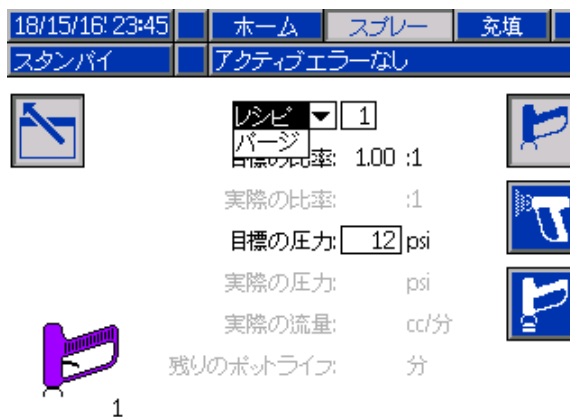 18/15/16 23:45 ホーム スプレー 充填
スタンバイ アクティブエラーなし
レシピ 1
パージ
目標の比率: 1.00 :1
実際の比率: :1
目標の圧力: 12 psi
実際の圧力: psi
実際の流量: cc/分
残りのポットライフ: 分
1